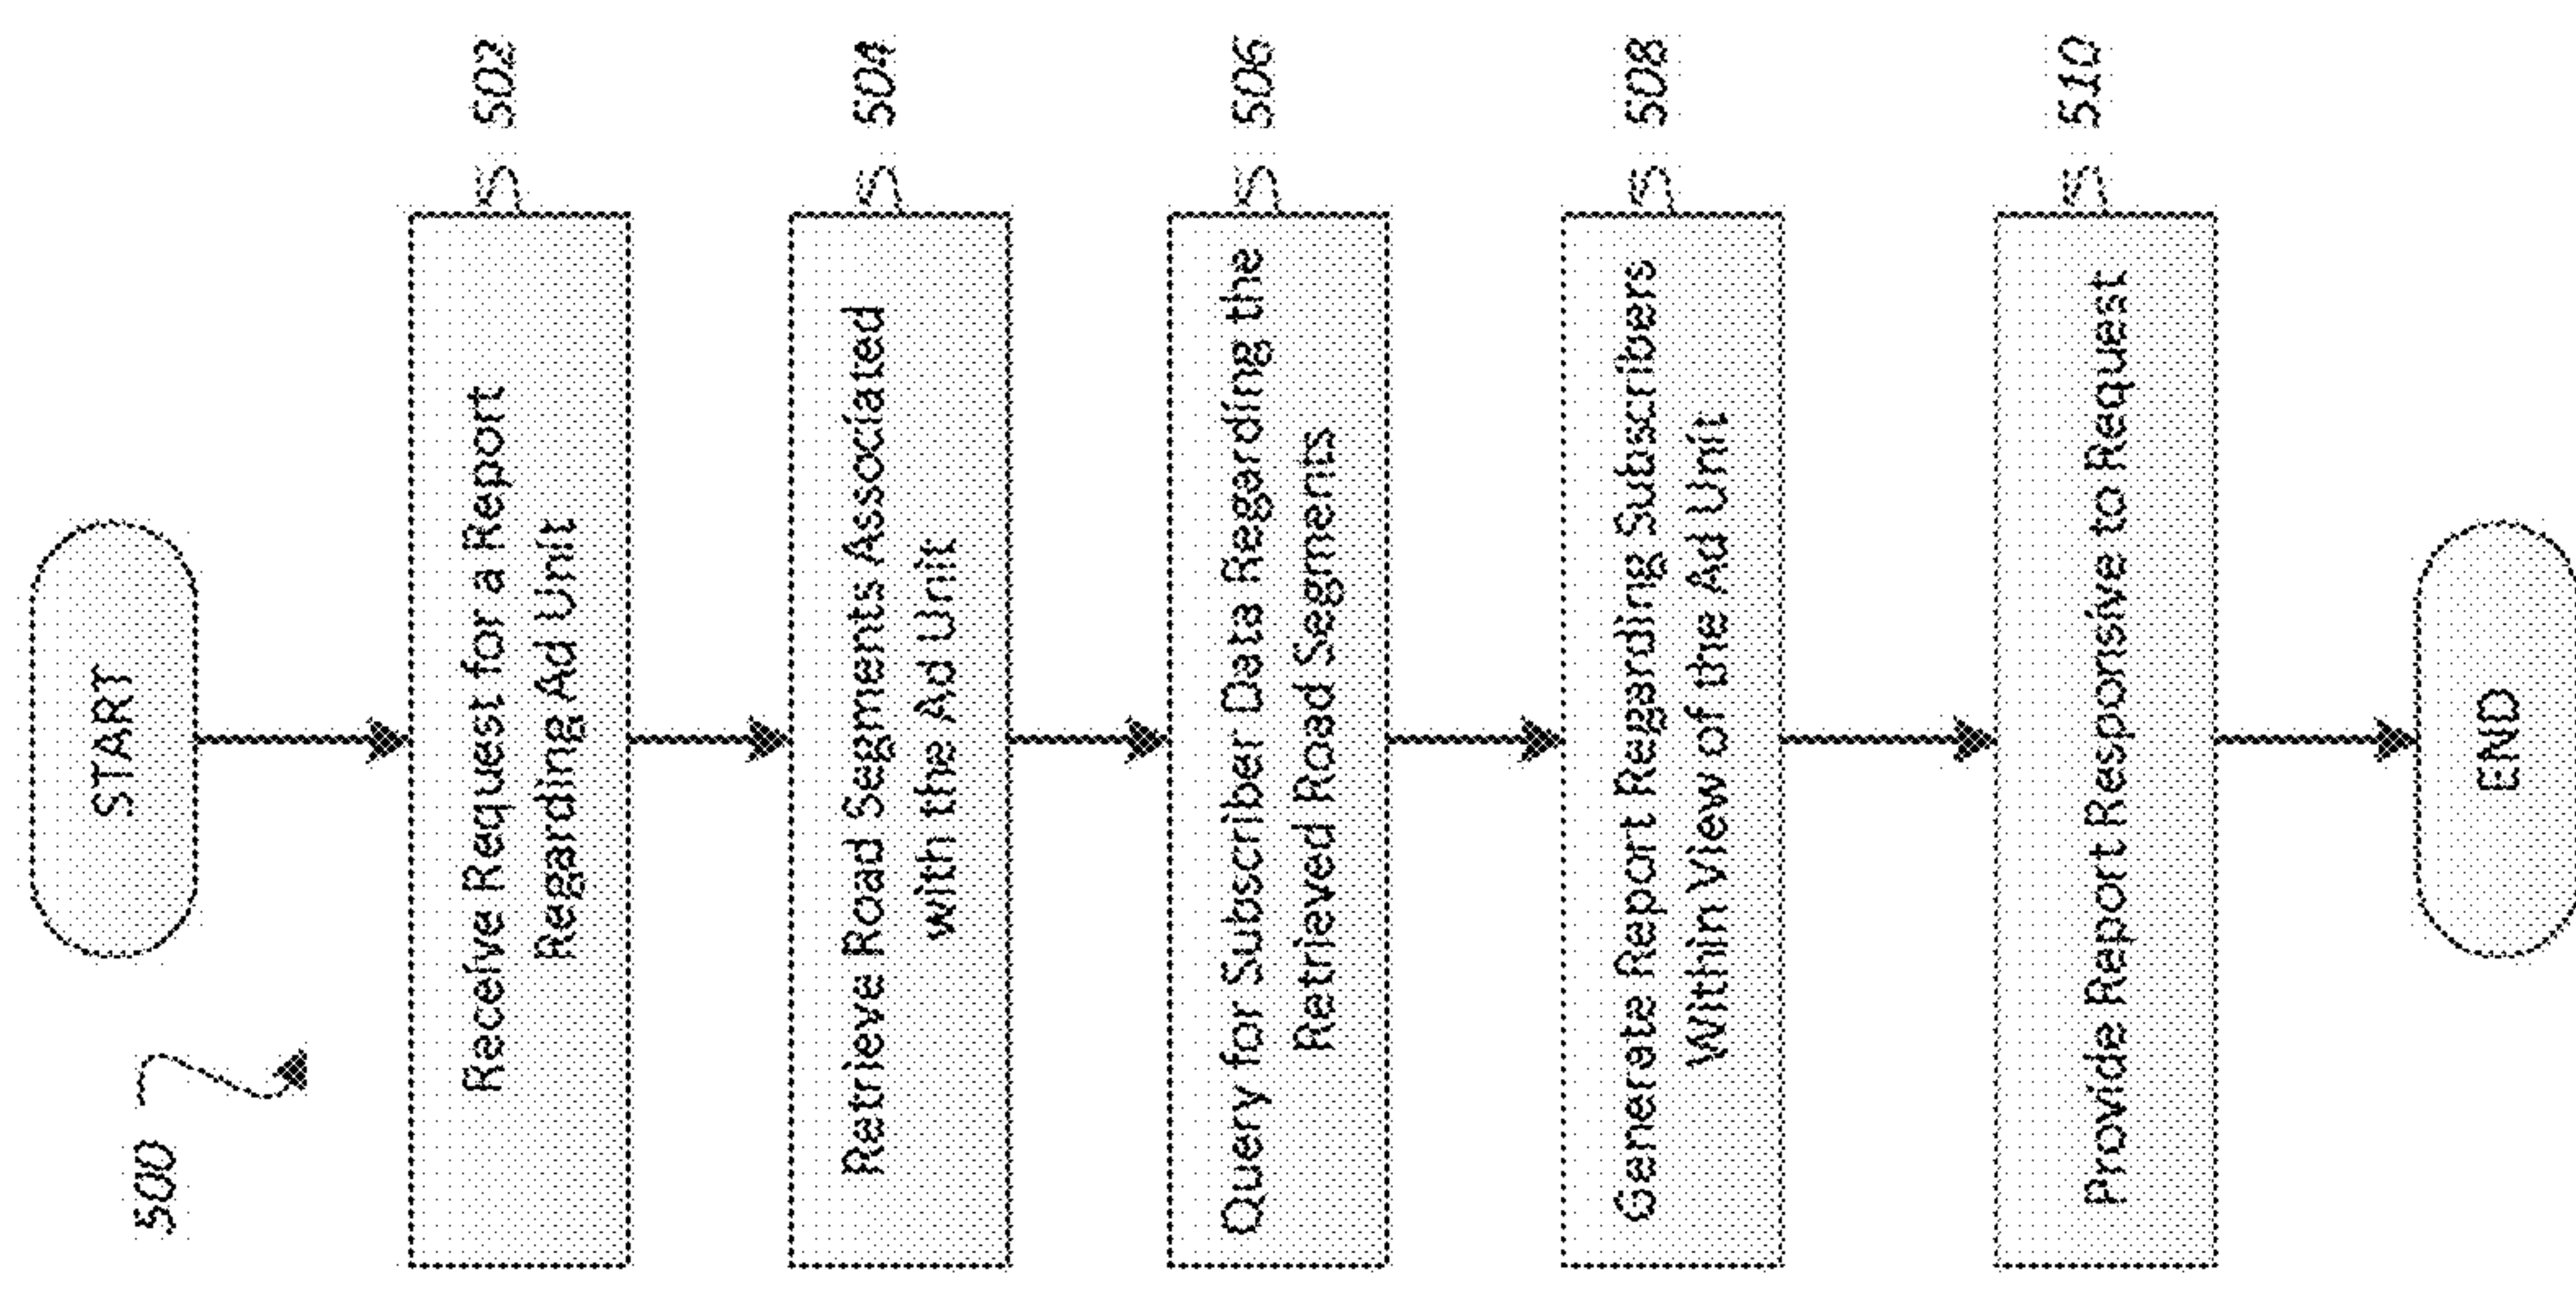 500
START
Receive Request for a Report
Regarding Ad Unit
502
Retrieve Road Segments Associated
with the Ad Unit
504
Query for Subscriber Data Regarding the
Retrieved Road Segments
506
Generate Report Regarding Subscribers
Within View of the Ad Unit
508
Provide Report Responsive to Request
510
END